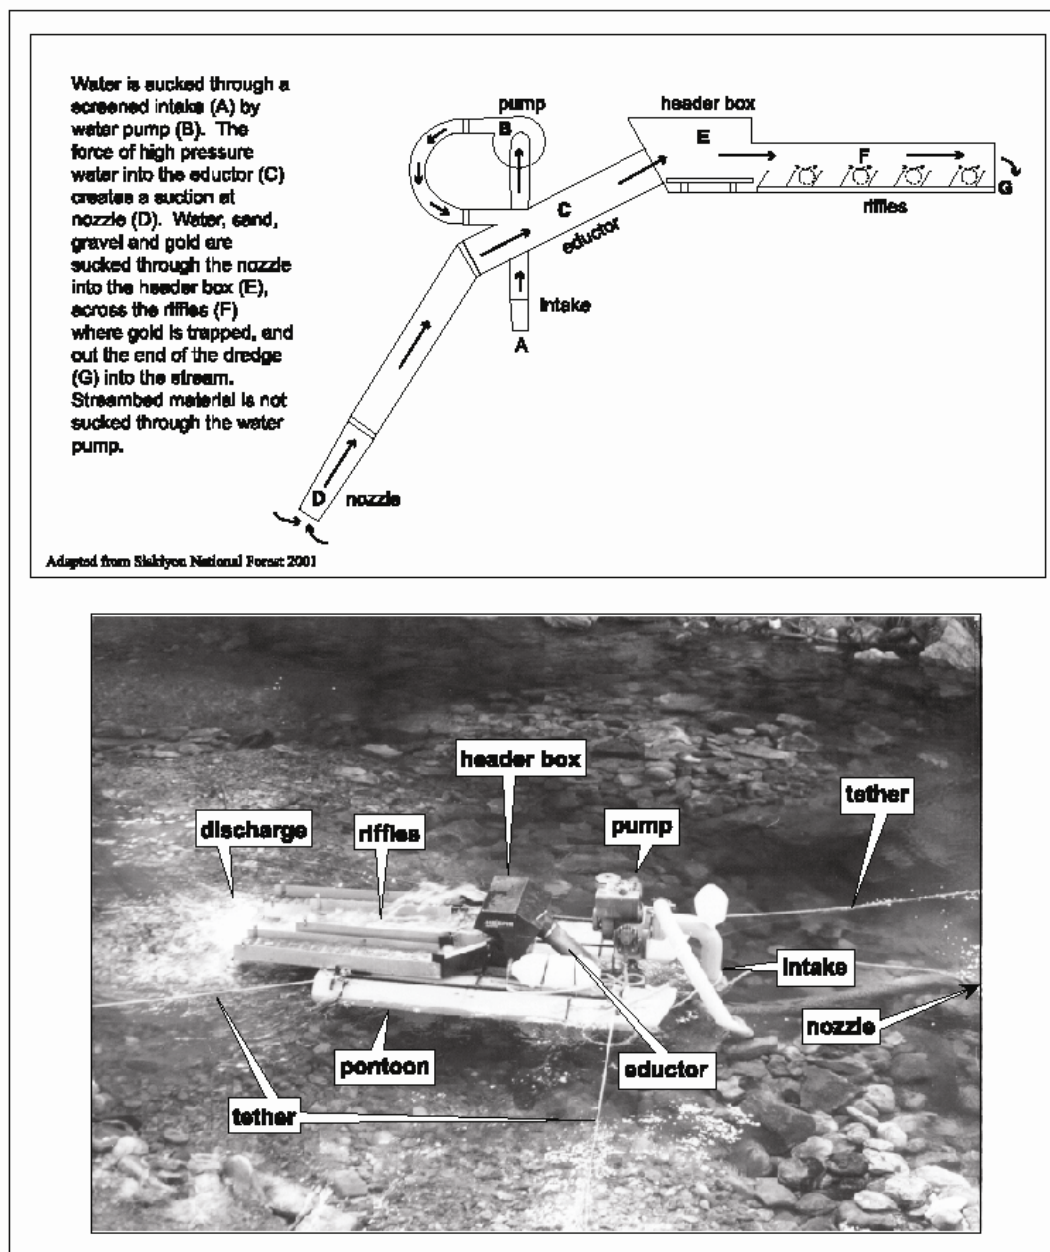 Water is sucked through a
screened intake (A) by
water pump (B). The
force of high pressure
water into the eductor (C)
creates a suction at
nozzle (D). Water, sand,
gravel and gold are
sucked through the nozzle
into the header box (E),
across the riffles (F)
where gold is trapped, and
out the end of the dredge
(G) into the stream.
Streambed material is not
sucked through the water
pump.
pump
B
header box
E
F
G
riffles
C
eductor
intake
A
D nozzle
Adapted from Siskiyou National Forest 2001
header box
tether
discharge
riffles
pump
intake
nozzle
pontoon
eductor
tether